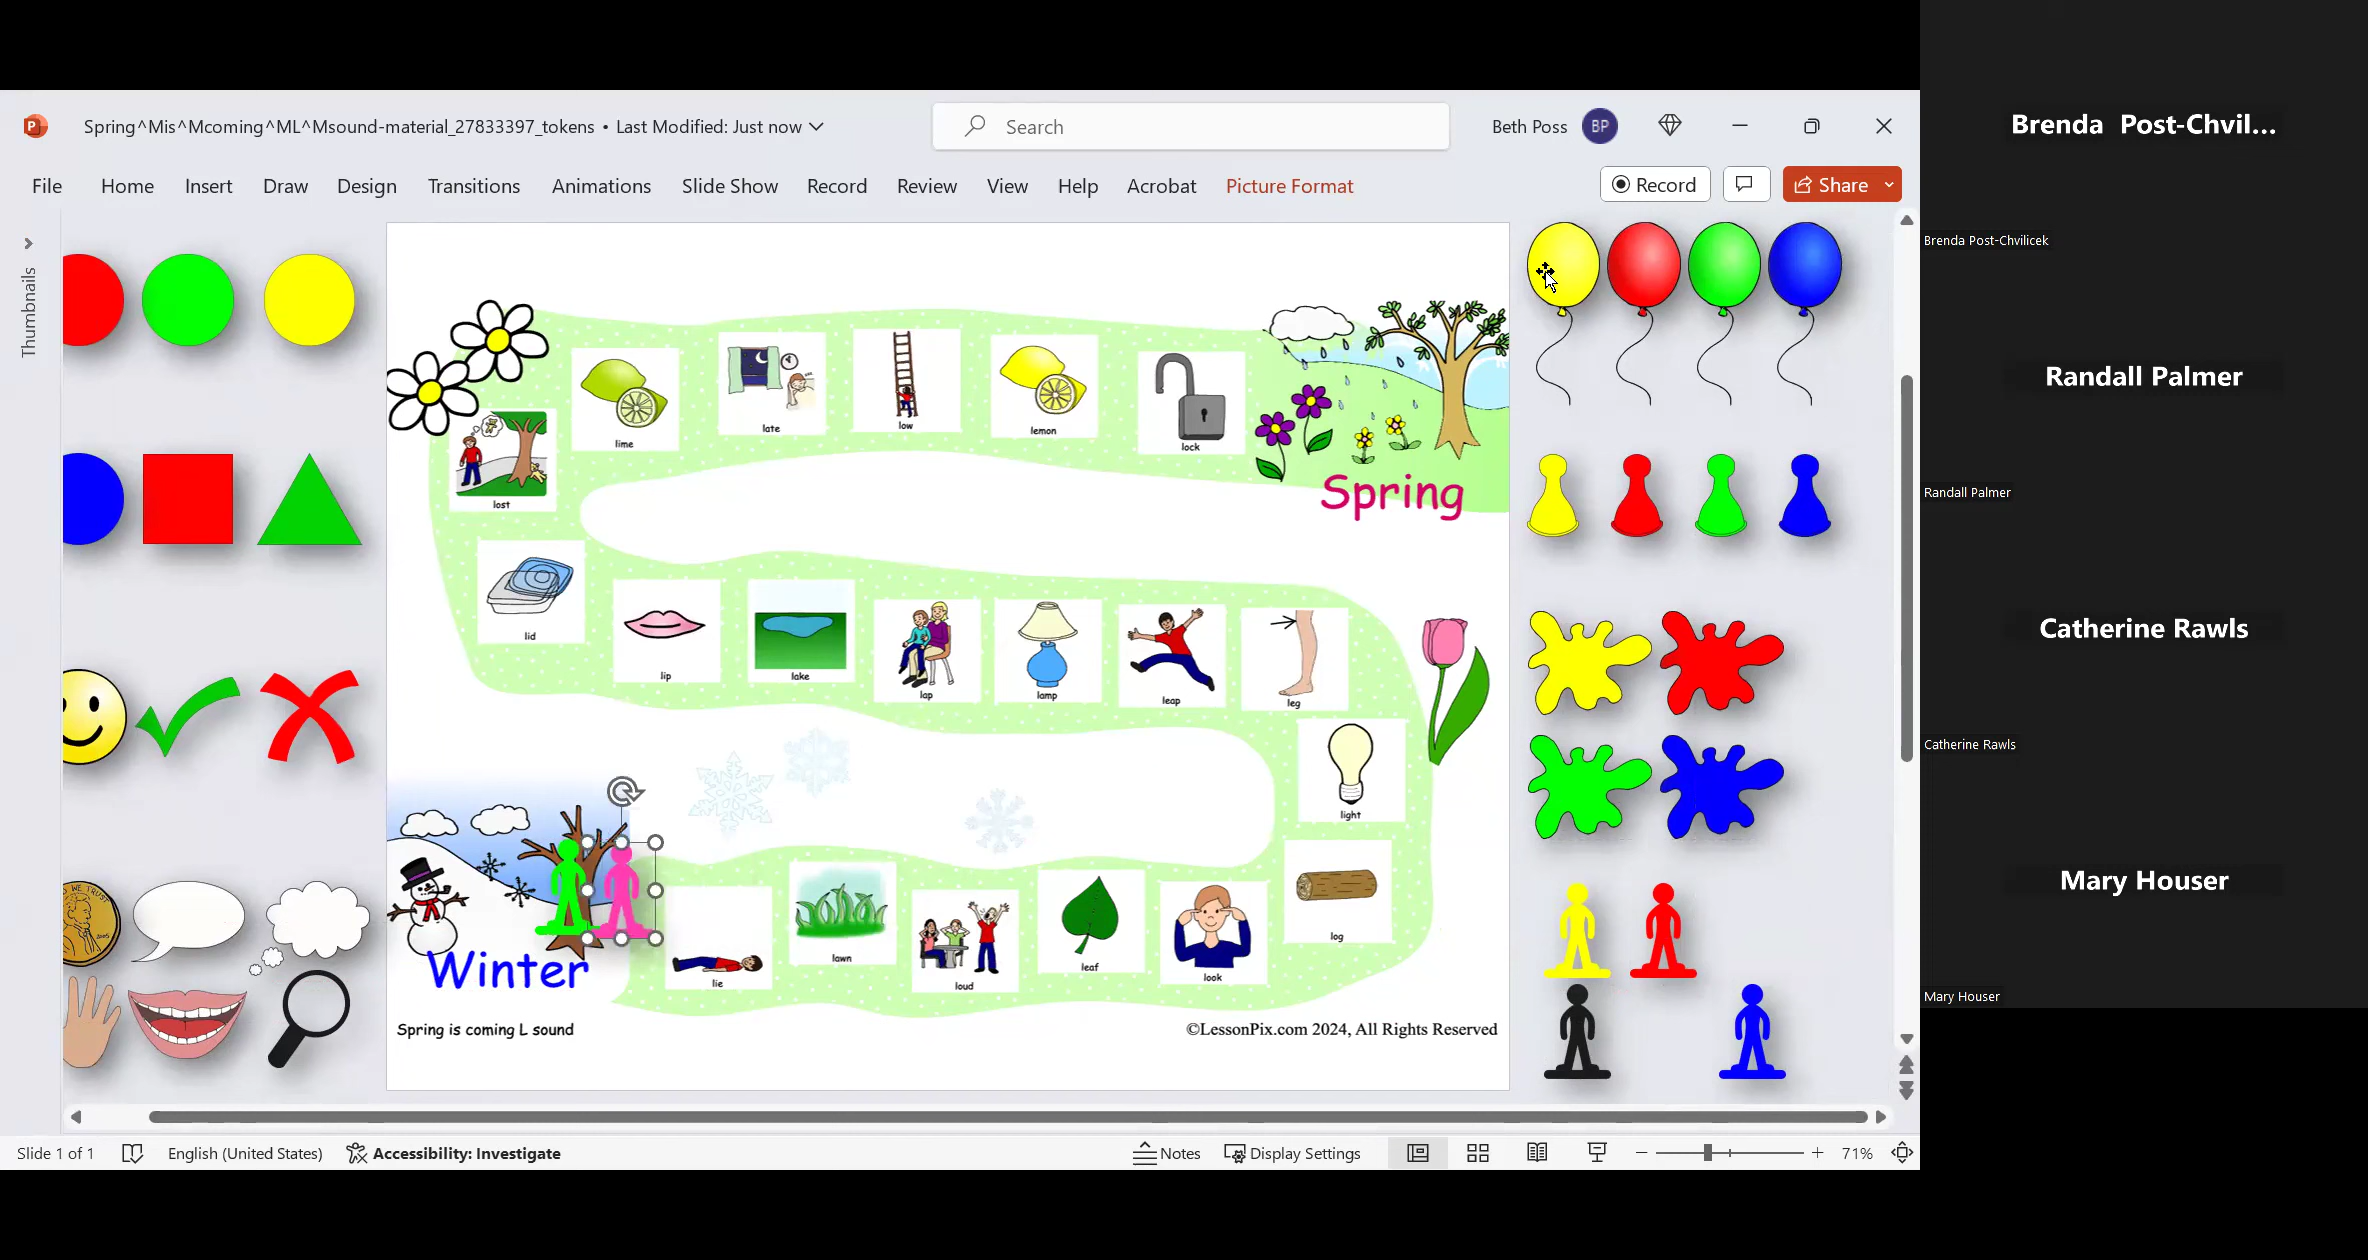 Spring^Mis^Mcoming^ML^Msound-material_27833397_tokens • Last Modified: Just now
Search
Beth Poss
BP
File Home Insert Draw Design Transitions Animations Slide Show Record Review View Help Acrobat Picture Format
Record
Share
Thumbnails
lost
lime
late
low
lemon
lock
Spring
lid
lip
lake
lap
lamp
leap
leg
light
log
look
leaf
loud
lawn
lie
Winter
Spring is coming L sound
©LessonPix.com 2024, All Rights Reserved
Slide 1 of 1
English (United States)
Accessibility: Investigate
Notes
Display Settings
71%
Brenda Post-Chvil...
Brenda Post-Chvilicek
Randall Palmer
Randall Palmer
Catherine Rawls
Catherine Rawls
Mary Houser
Mary Houser